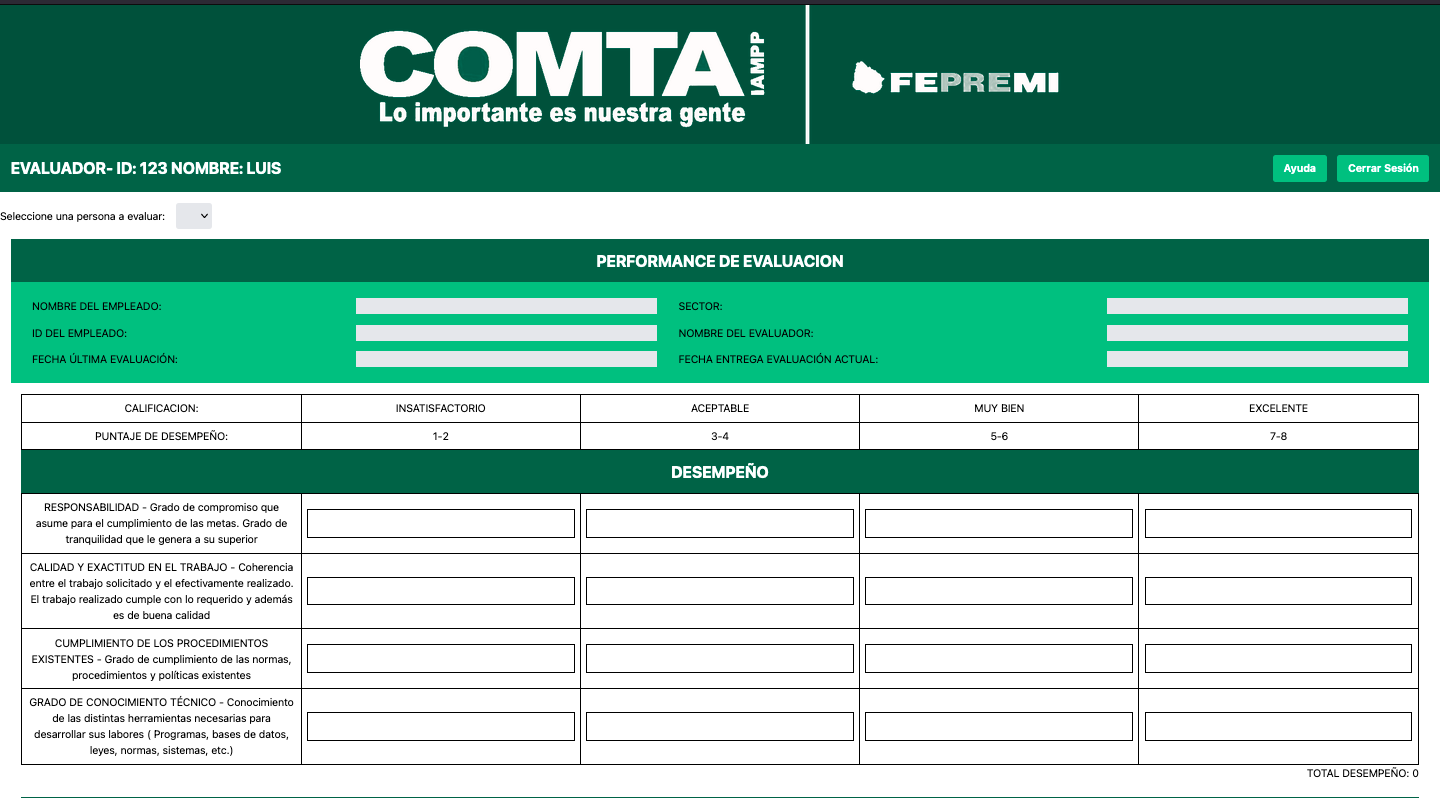 COMTA IAMPP
Lo importante es nuestra gente
FEPREMI
EVALUADOR- ID: 123 NOMBRE: LUIS
Ayuda
Cerrar Sesión
Seleccione una persona a evaluar:
PERFORMANCE DE EVALUACION
NOMBRE DEL EMPLEADO:
SECTOR:
ID DEL EMPLEADO:
NOMBRE DEL EVALUADOR:
FECHA ÚLTIMA EVALUACIÓN:
FECHA ENTREGA EVALUACIÓN ACTUAL:
CALIFICACION:
INSATISFACTORIO
ACEPTABLE
MUY BIEN
EXCELENTE
PUNTAJE DE DESEMPEÑO:
1-2
3-4
5-6
7-8
DESEMPEÑO
RESPONSABILIDAD - Grado de compromiso que
asume para el cumplimiento de las metas. Grado de
tranquilidad que le genera a su superior
CALIDAD Y EXACTITUD EN EL TRABAJO - Coherencia
entre el trabajo solicitado y el efectivamente realizado.
El trabajo realizado cumple con lo requerido y además
es de buena calidad
CUMPLIMIENTO DE LOS PROCEDIMIENTOS
EXISTENTES - Grado de cumplimiento de las normas,
procedimientos y políticas existentes
GRADO DE CONOCIMIENTO TÉCNICO - Conocimiento
de las distintas herramientas necesarias para
desarrollar sus labores ( Programas, bases de datos,
leyes, normas, sistemas, etc.)
TOTAL DESEMPEÑO: 0